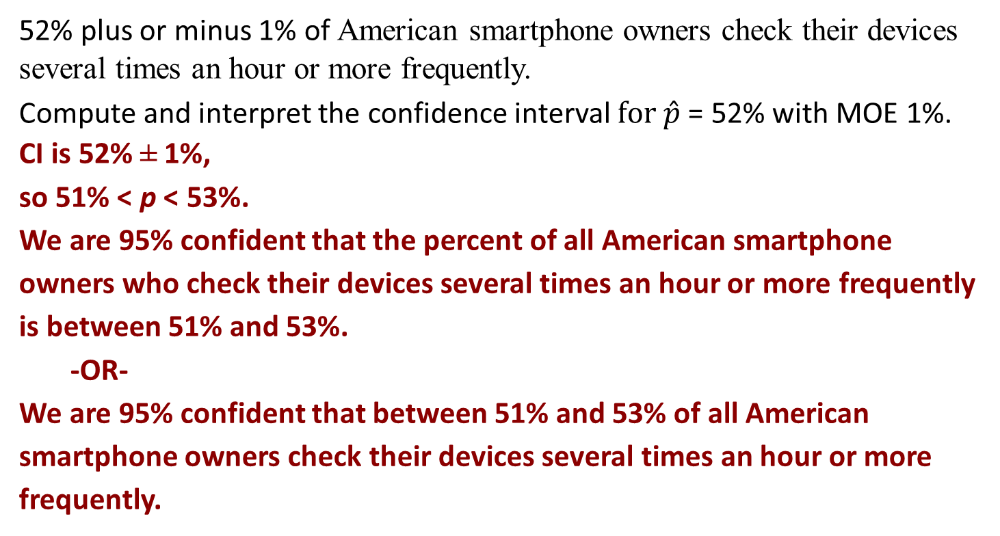 52% plus or minus 1% of American smartphone owners check their devices
several times an hour or more frequently.
Compute and interpret the confidence interval for p̂ = 52% with MOE 1%.
CI is 52% ± 1%,
so 51% < p < 53%.
We are 95% confident that the percent of all American smartphone
owners who check their devices several times an hour or more frequently
is between 51% and 53%.
-OR-
We are 95% confident that between 51% and 53% of all American
smartphone owners check their devices several times an hour or more
frequently.